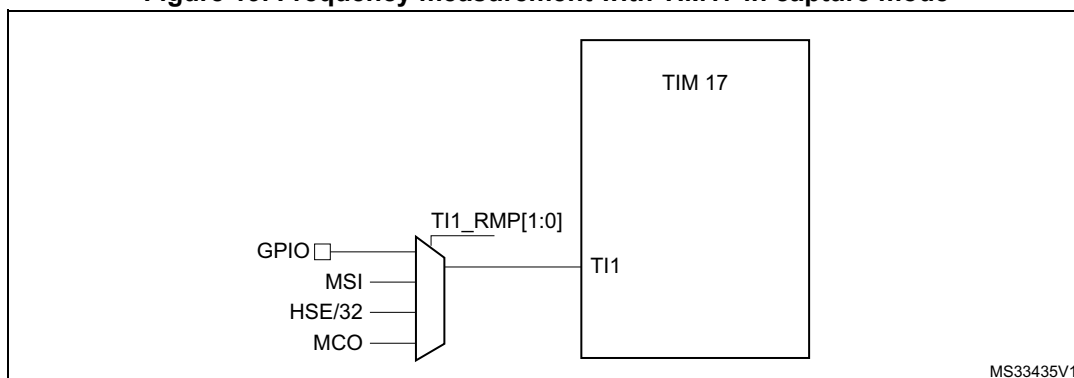 Figure Frequency measurement with TIM17 in capture mode
TIM 17
TI1_RMP[1:0]
GPIO
TI1
MSI
HSE/32
MCO
MS33435V1